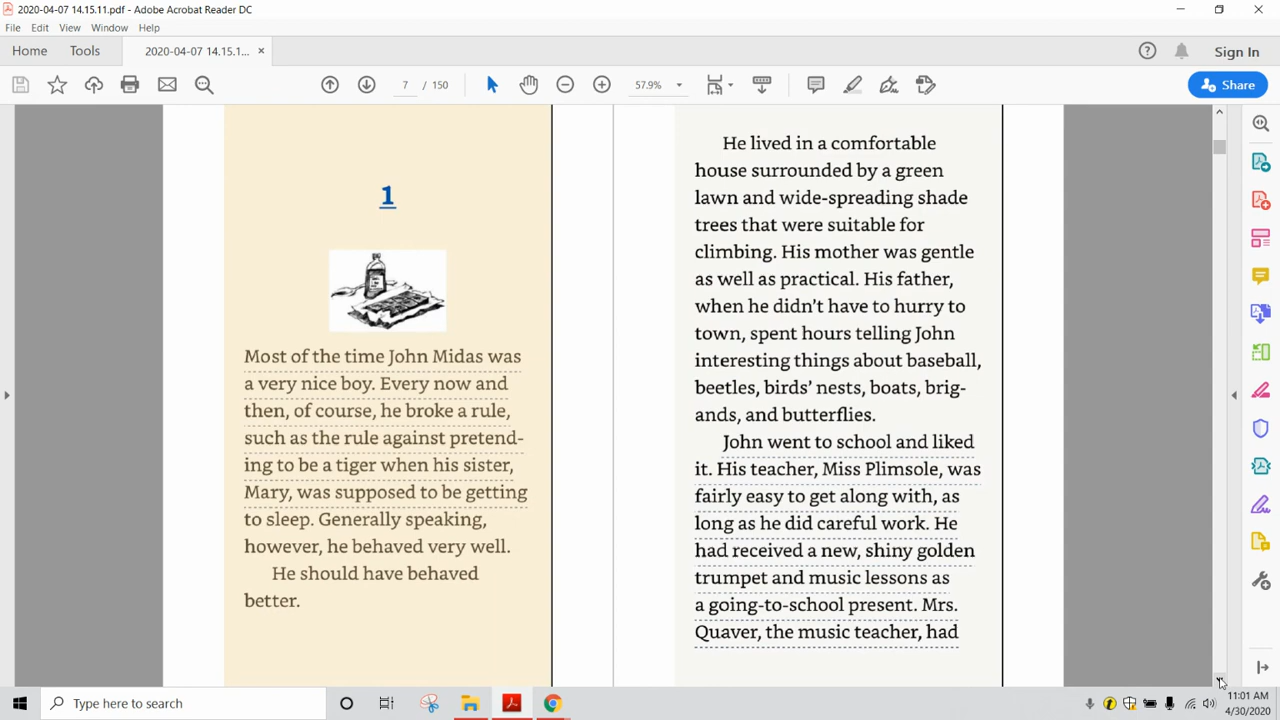 2020-04-07 14.15.11.pdf - Adobe Acrobat Reader DC
File Edit View Window Help
Home Tools 2020-04-07 14.15.1... × Sign In
7 / 150 57.9% Share
1
Most of the time John Midas was
a very nice boy. Every now and
then, of course, he broke a rule,
such as the rule against pretend-
ing to be a tiger when his sister,
Mary, was supposed to be getting
to sleep. Generally speaking,
however, he behaved very well.
He should have behaved
better.
He lived in a comfortable
house surrounded by a green
lawn and wide-spreading shade
trees that were suitable for
climbing. His mother was gentle
as well as practical. His father,
when he didn’t have to hurry to
town, spent hours telling John
interesting things about baseball,
beetles, birds’ nests, boats, brig-
ands, and butterflies.
John went to school and liked
it. His teacher, Miss Plimsole, was
fairly easy to get along with, as
long as he did careful work. He
had received a new, shiny golden
trumpet and music lessons as
a going-to-school present. Mrs.
Quaver, the music teacher, had
Type here to search
11:01 AM
4/30/2020